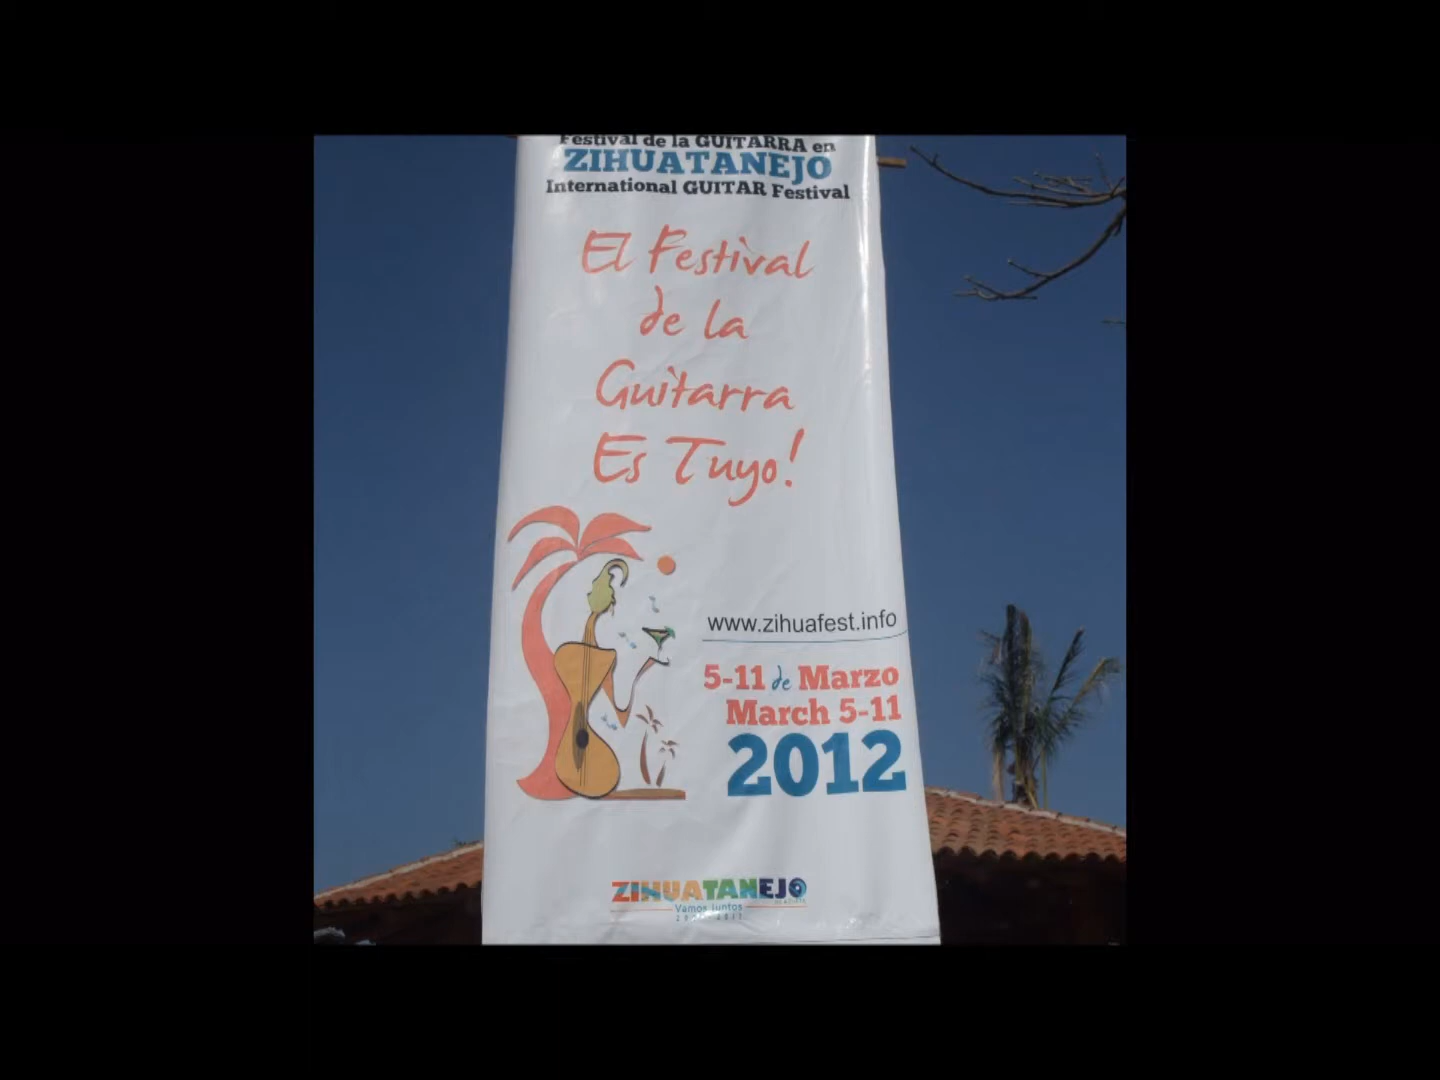 Festival de la GUITARRA en
ZIHUATANEJO
International GUITAR Festival
El Festival
de la
Guitarra
Es Tuyo!
www.zihuafest.info
5-11 de Marzo
March 5-11
2012
ZIHUATANEJO
Vamos Juntos